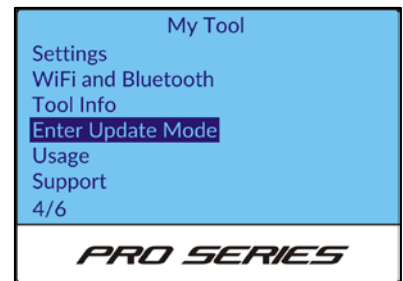 My Tool
Settings
WiFi and Bluetooth
Tool Info
Enter Update Mode
Usage
Support
4/6
PRO SERIES